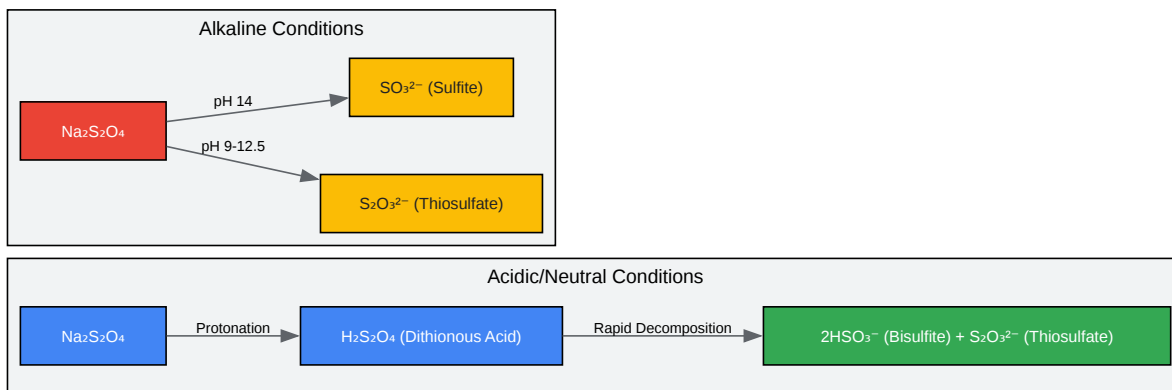 Alkaline Conditions
SO₃²⁻ (Sulfite)
pH 14
Na₂S₂O₄
pH 9-12.5
S₂O₃²⁻ (Thiosulfate)
Acidic/Neutral Conditions
Na₂S₂O₄
Protonation
H₂S₂O₄ (Dithionous Acid)
Rapid Decomposition
2HSO₃⁻ (Bisulfite) + S₂O₃²⁻ (Thiosulfate)